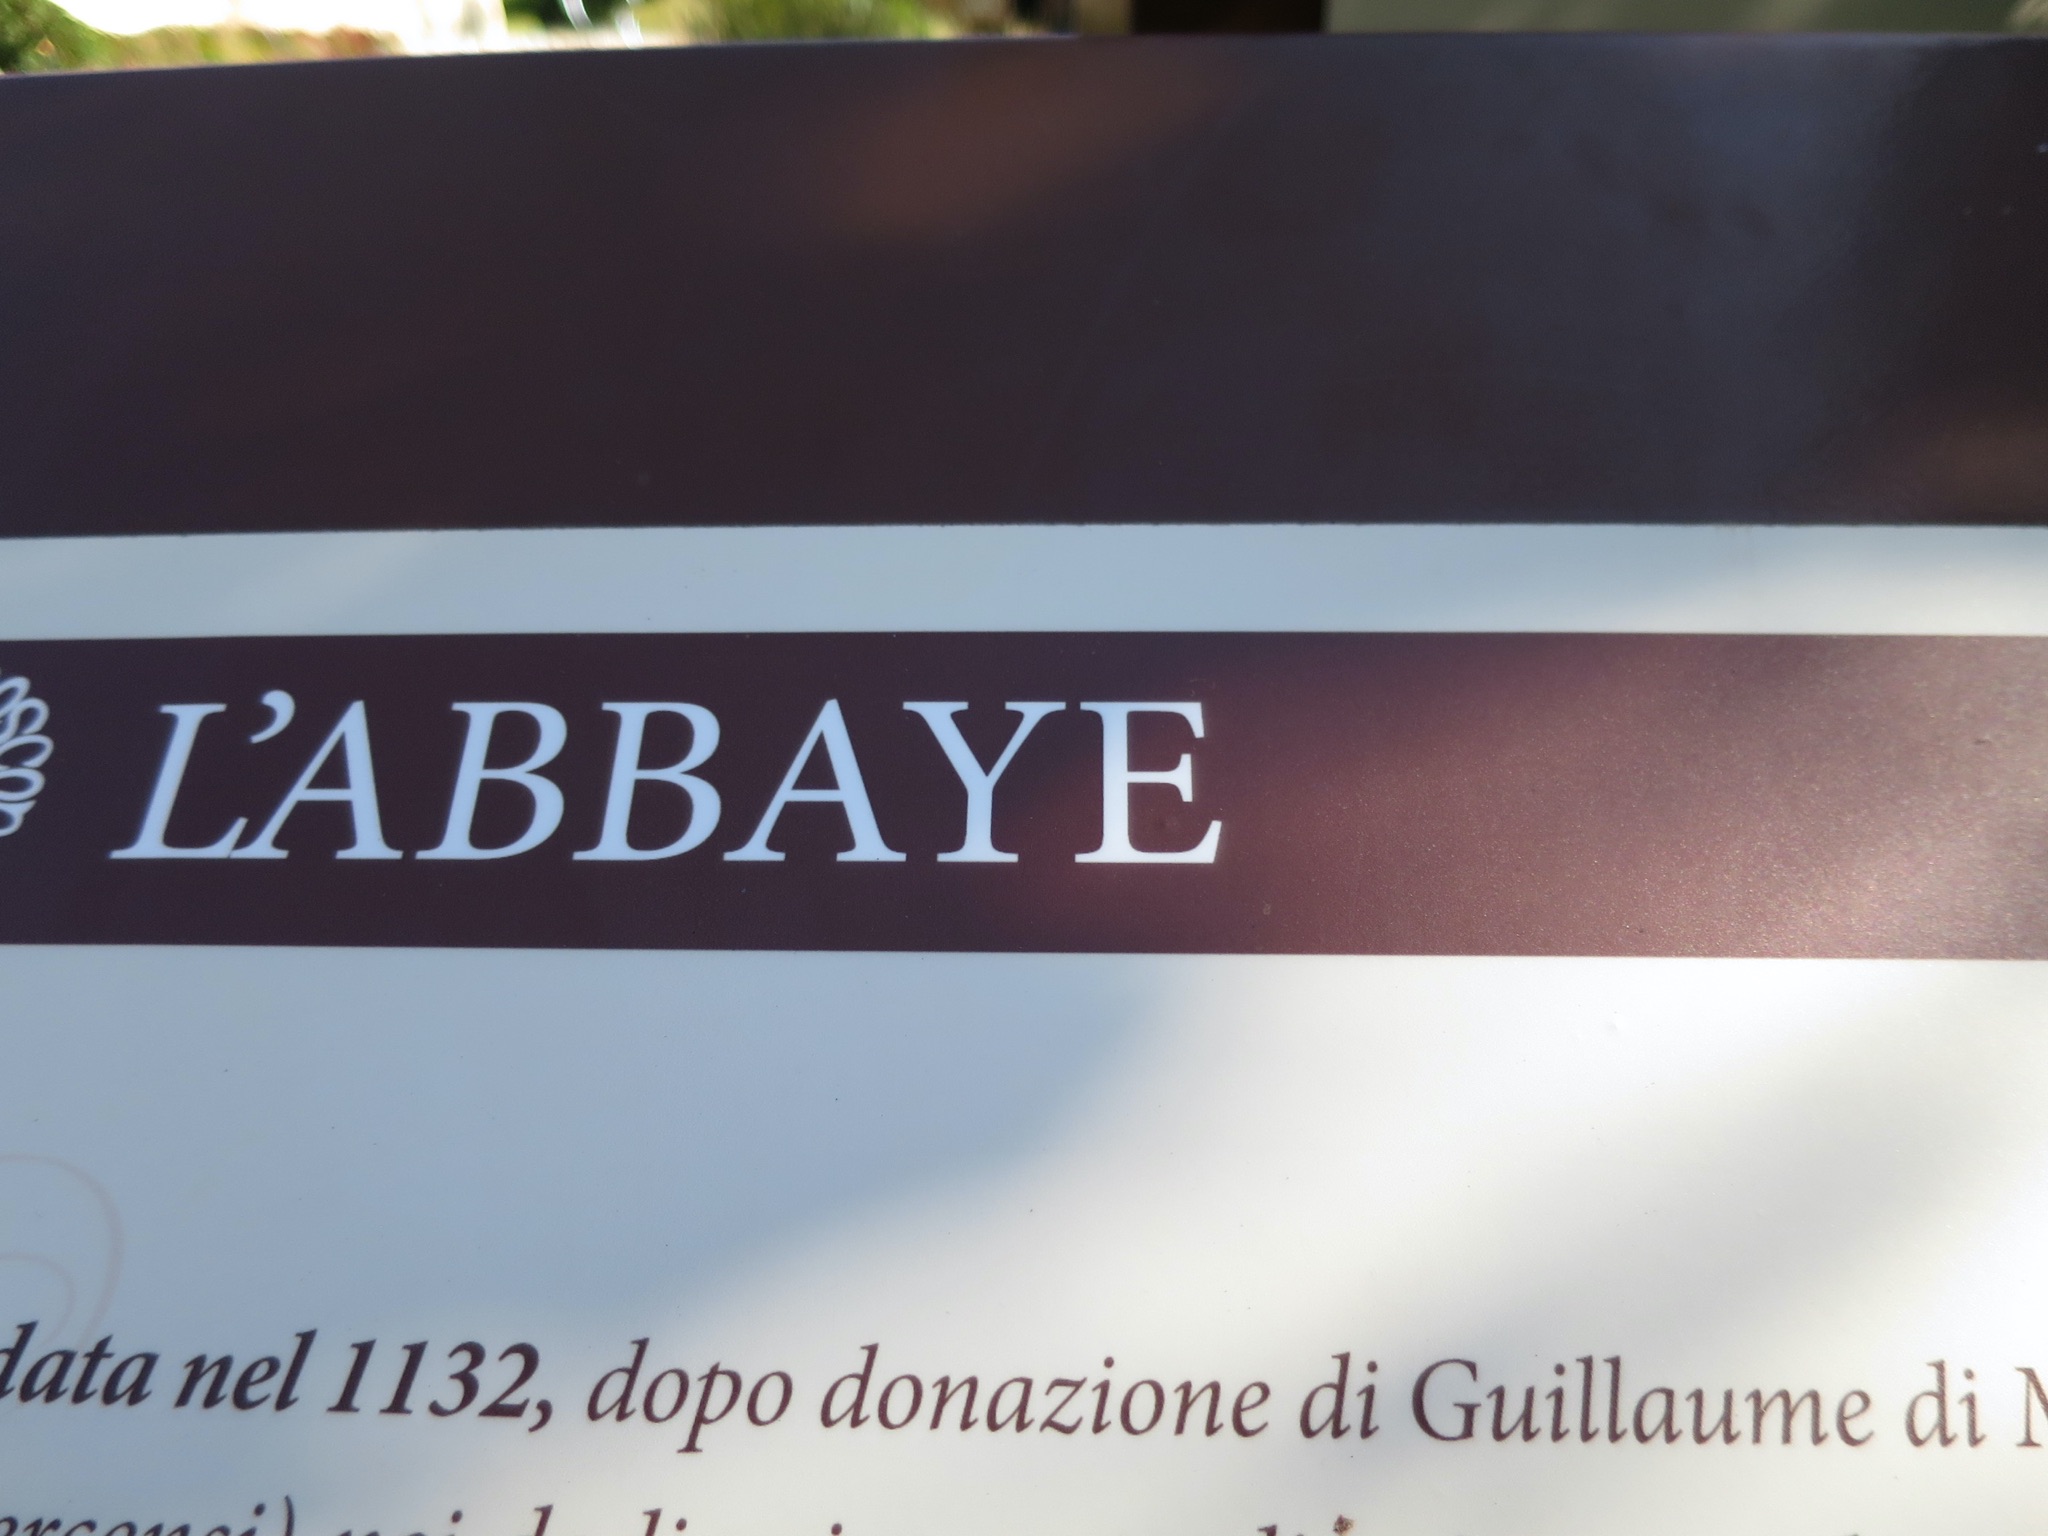 L'ABBAYE
data nel 1132, dopo donazione di Guillaume di